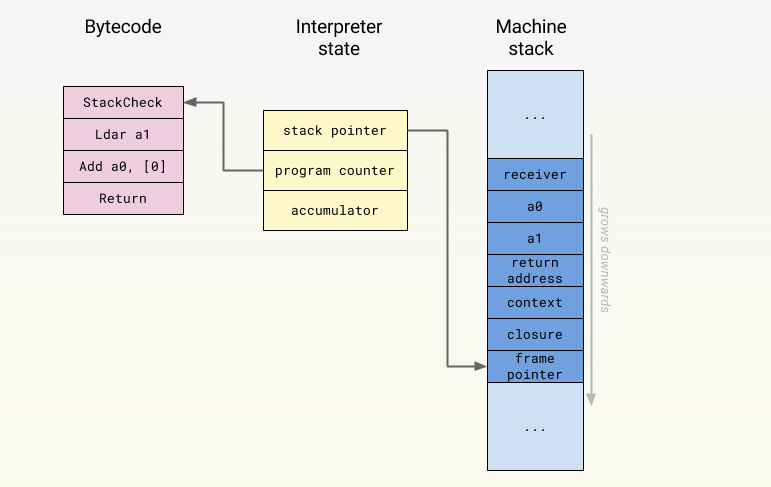 Bytecode
Interpreter
state
Machine
stack
StackCheck
Ldar a1
Add a0, [0]
Return
stack pointer
program counter
accumulator
...
receiver
a0
a1
return
address
context
closure
frame
pointer
...
grows downwards